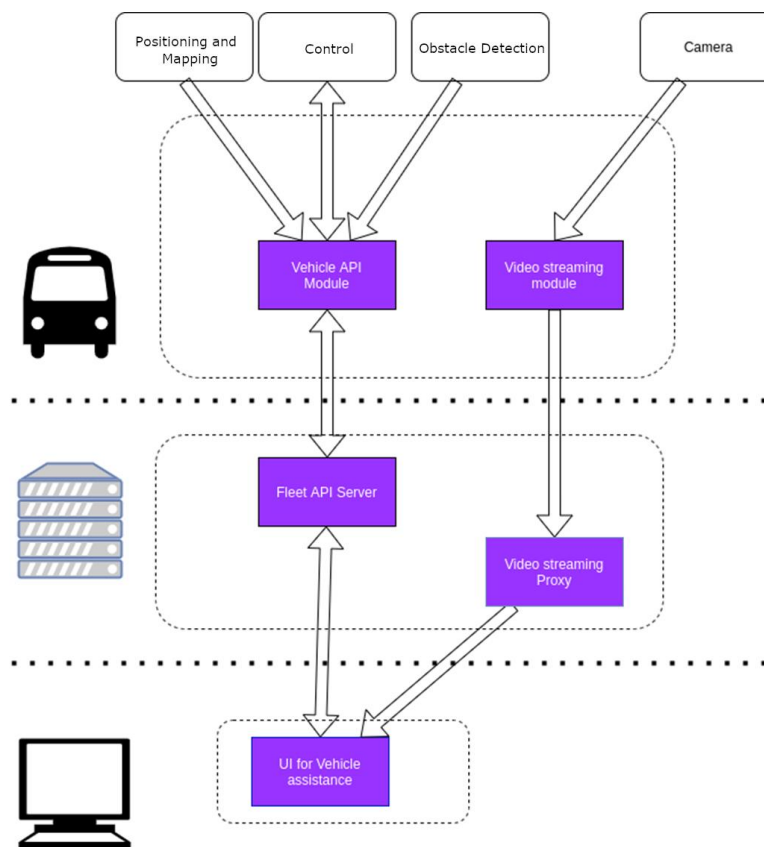 Positioning and
Mapping
Control
Obstacle Detection
Camera
Vehicle API
Module
Video streaming
module
Fleet API Server
Video streaming
Proxy
UI for Vehicle
assistance